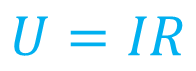 U = IR